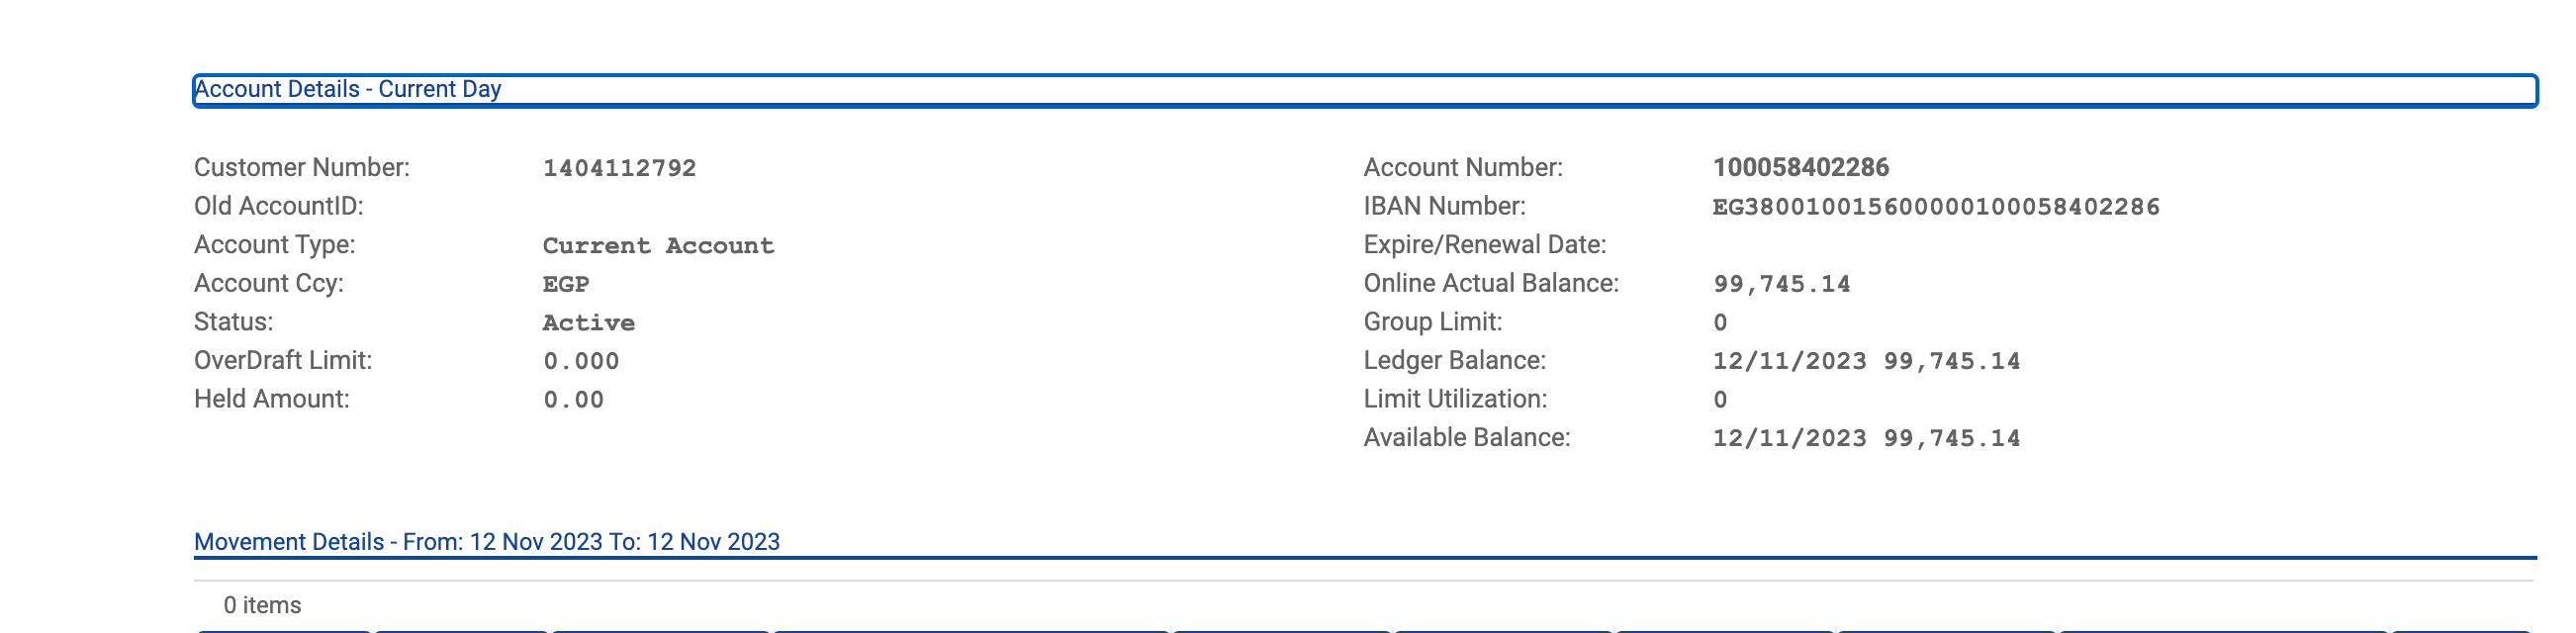 Account Details - Current Day
Customer Number: 1404112792
Old AccountID:
Account Type: Current Account
Account Ccy: EGP
Status: Active
OverDraft Limit: 0.000
Held Amount: 0.00
Account Number: 100058402286
IBAN Number: EG380010015600000100058402286
Expire/Renewal Date:
Online Actual Balance: 99,745.14
Group Limit: 0
Ledger Balance: 12/11/2023 99,745.14
Limit Utilization: 0
Available Balance: 12/11/2023 99,745.14
Movement Details - From: 12 Nov 2023 To: 12 Nov 2023
0 items